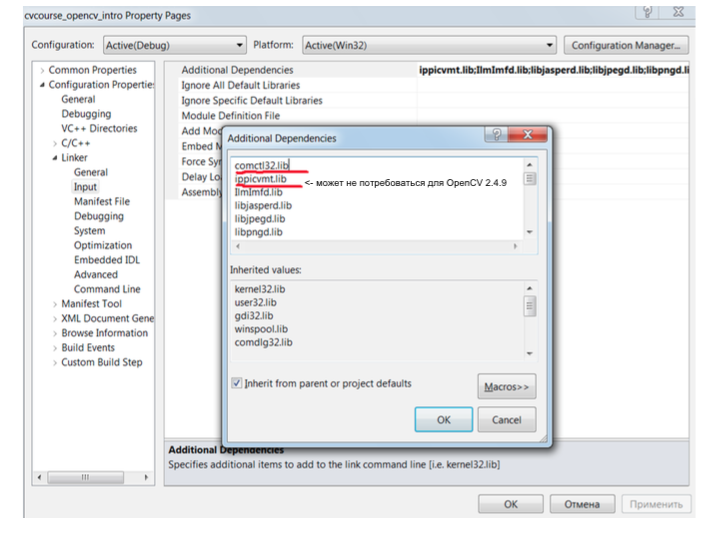 cvcourse_opencv_intro Property Pages
Configuration: Active(Debug) Platform: Active(Win32) Configuration Manager...
Common Properties
Configuration Propertie
General
Debugging
VC++ Directories
C/C++
Linker
General
Input
Manifest File
Debugging
System
Optimization
Embedded IDL
Advanced
Command Line
Manifest Tool
XML Document Gene
Browse Information
Build Events
Custom Build Step
Additional Dependencies ippicvmt.lib;IlmImfd.lib;libjasperd.lib;libjpegd.lib;libpngd.li
Ignore All Default Libraries
Ignore Specific Default Libraries
Module Definition File
Add Mod
Embed M
Force Syr
Delay Lo
Assembly
Additional Dependencies
comctl32.lib
ippicvmt.lib <- может не потребоваться для OpenCV 2.4.9
IlmImfd.lib
libjasperd.lib
libjpegd.lib
libpngd.lib
Inherited values:
kernel32.lib
user32.lib
gdi32.lib
winspool.lib
comdlg32.lib
Inherit from parent or project defaults
Macros>>
OK Cancel
Additional Dependencies
Specifies additional items to add to the link command line [i.e. kernel32.lib]
OK Отмена Применить